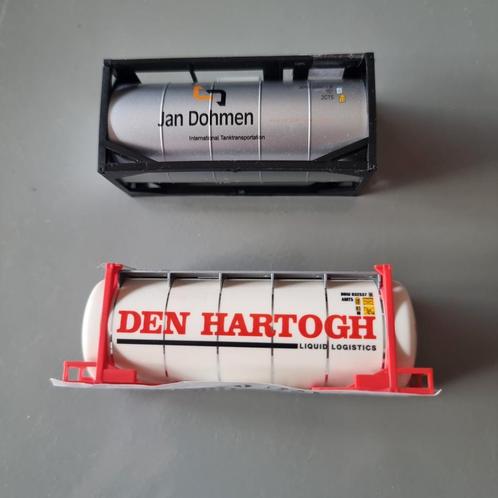 Jan Dohmen
International Tanktransportation
DEN HARTOGH
LIQUID LOGISTICS